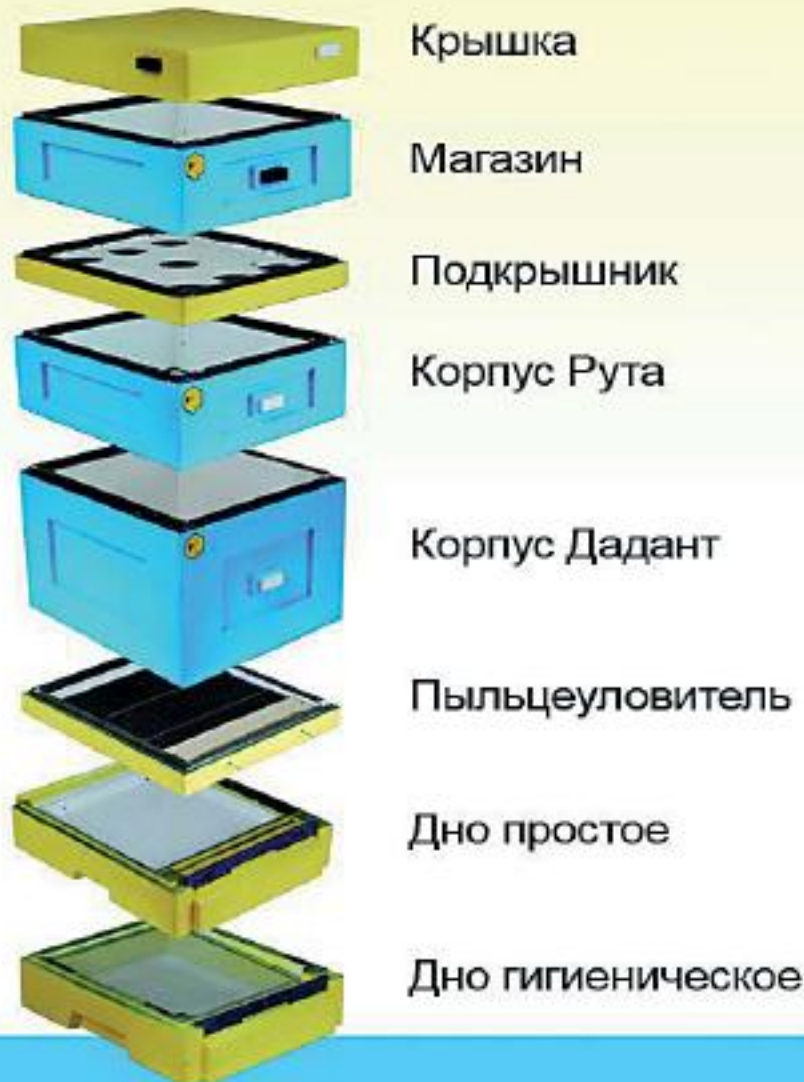 Крышка
Магазин
Подкрышник
Корпус Рута
Корпус Дадант
Пыльцеуловитель
Дно простое
Дно гигиеническое